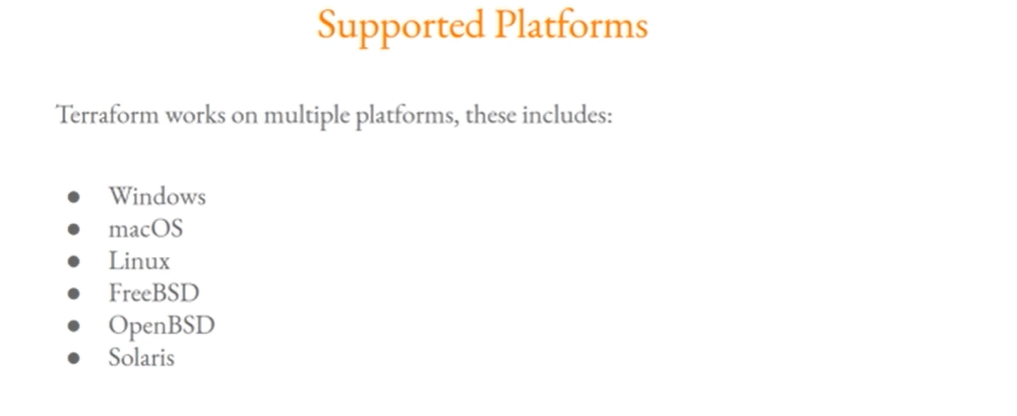 Supported Platforms
Terraform works on multiple platforms, these includes:
● Windows
● macOS
● Linux
● FreeBSD
● OpenBSD
● Solaris